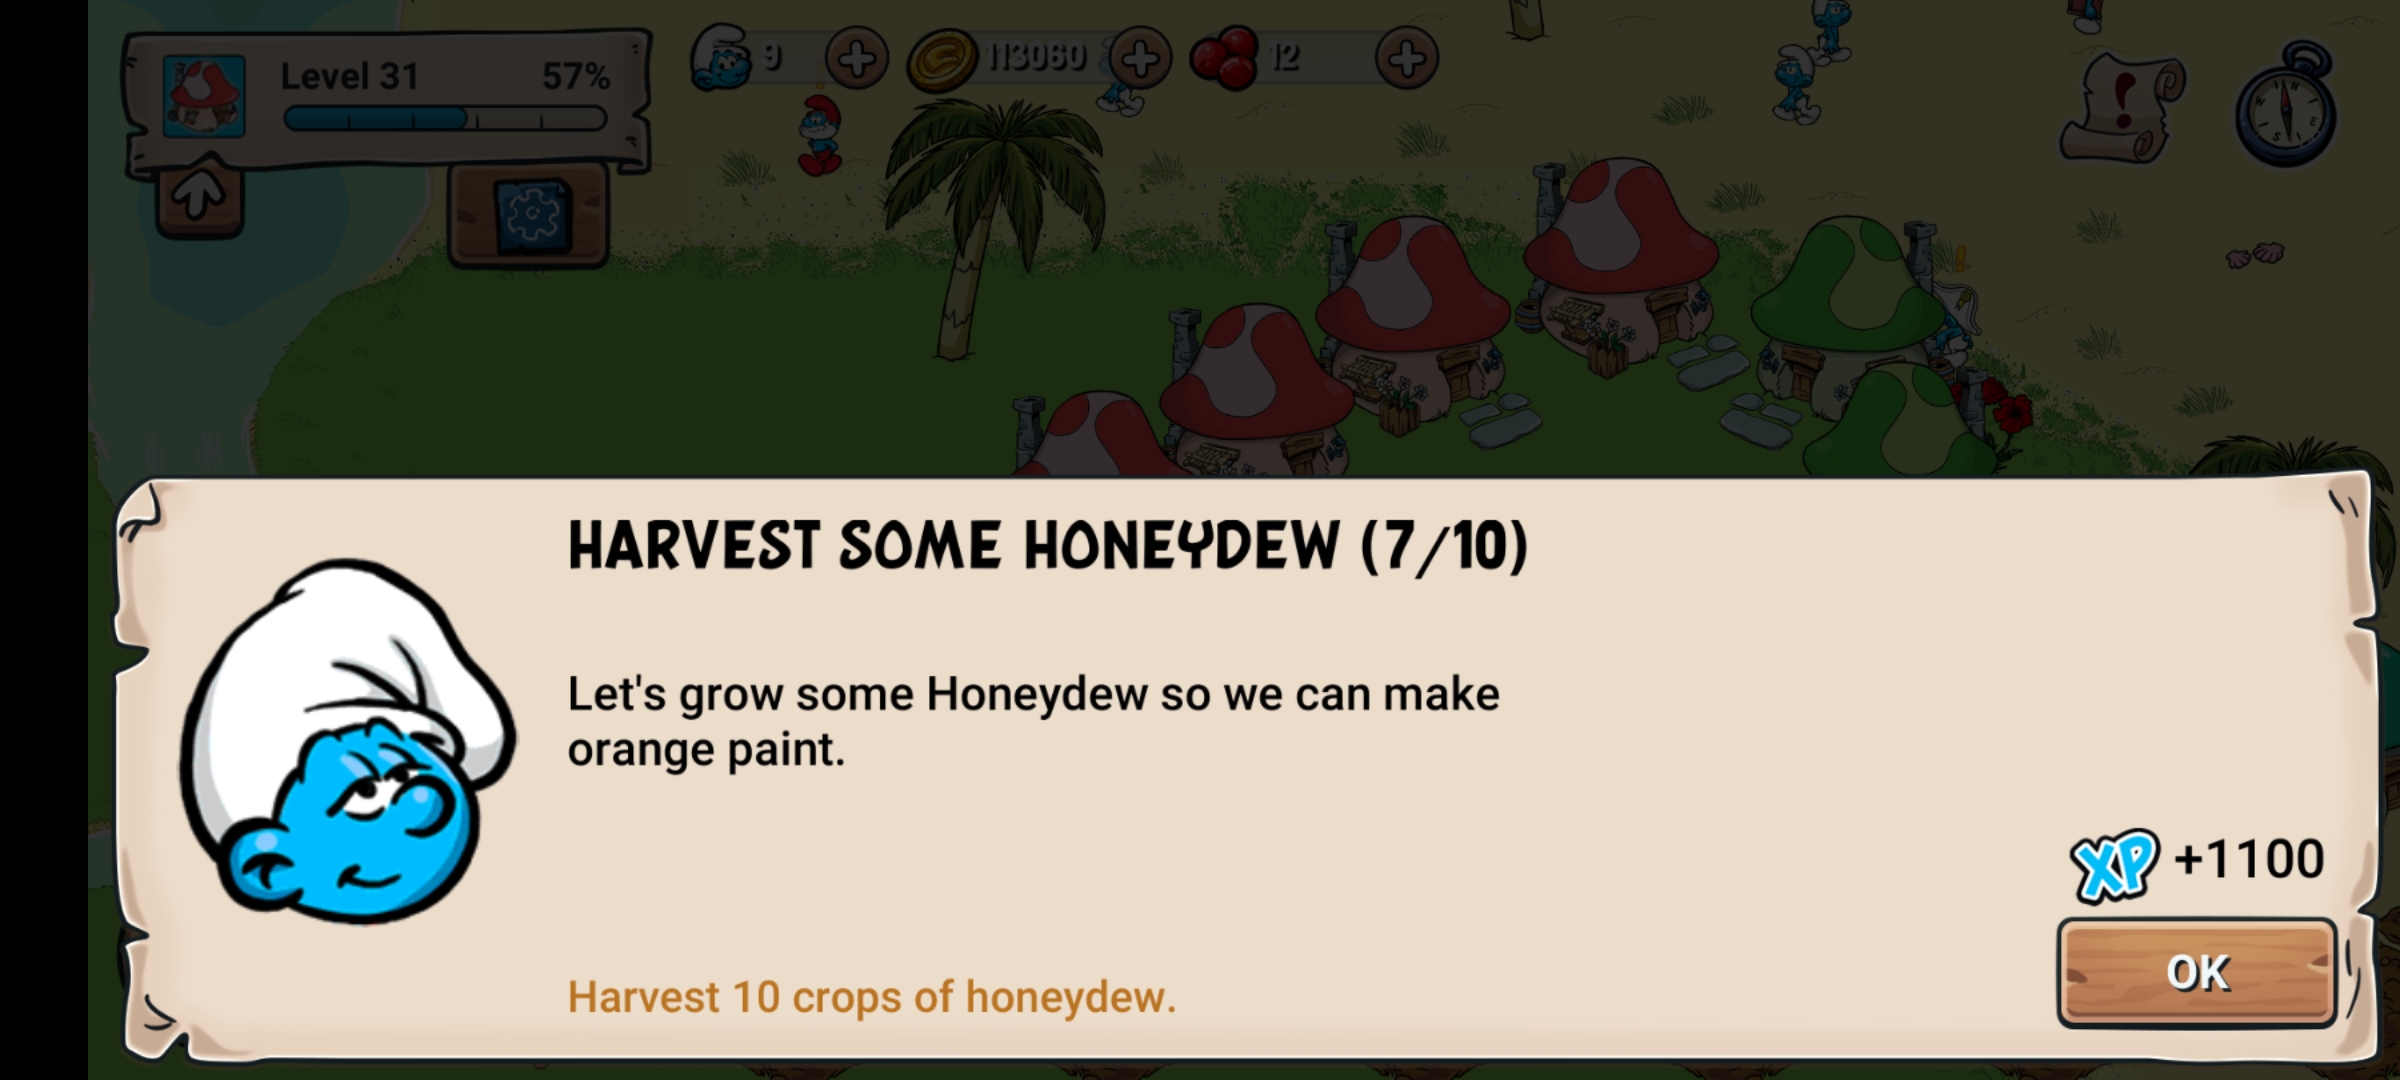 Level 31 57%
9
113060
12
HARVEST SOME HONEYDEW (7/10)
Let's grow some Honeydew so we can make
orange paint.
XP +1100
Harvest 10 crops of honeydew.
OK